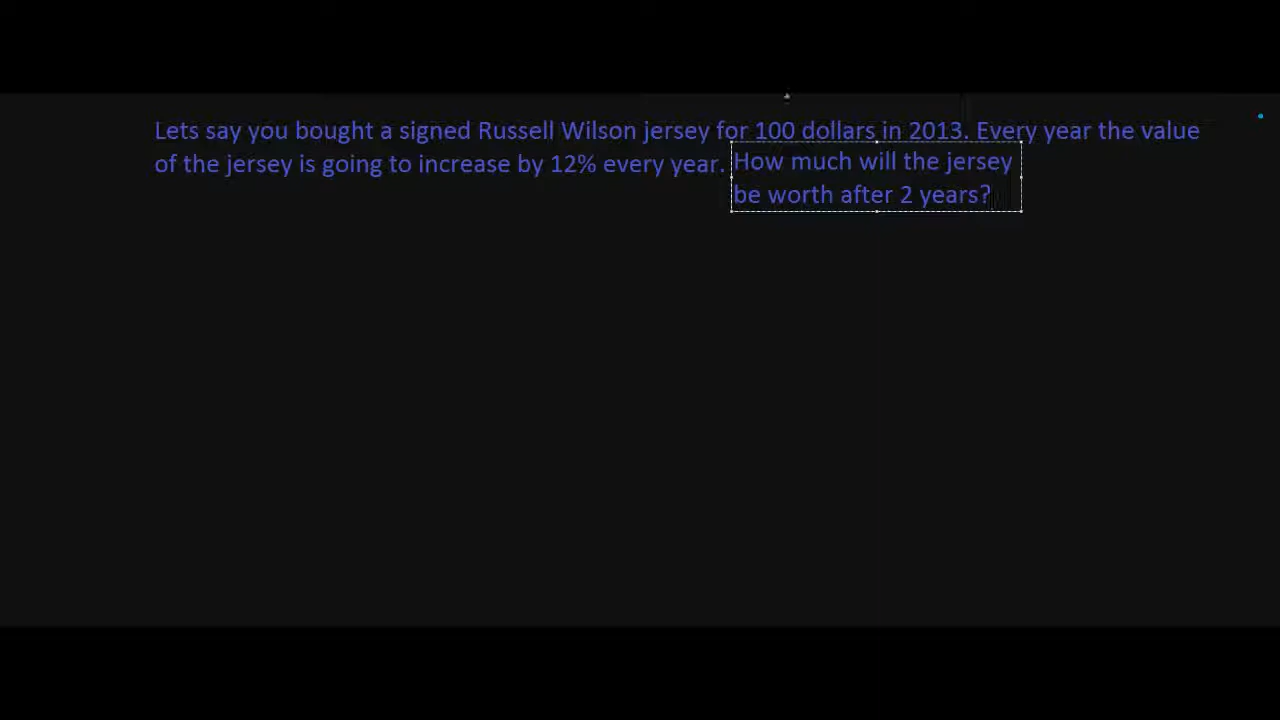 Lets say you bought a signed Russell Wilson jersey for 100 dollars in 2013. Every year the value
of the jersey is going to increase by 12% every year. How much will the jersey
be worth after 2 years?